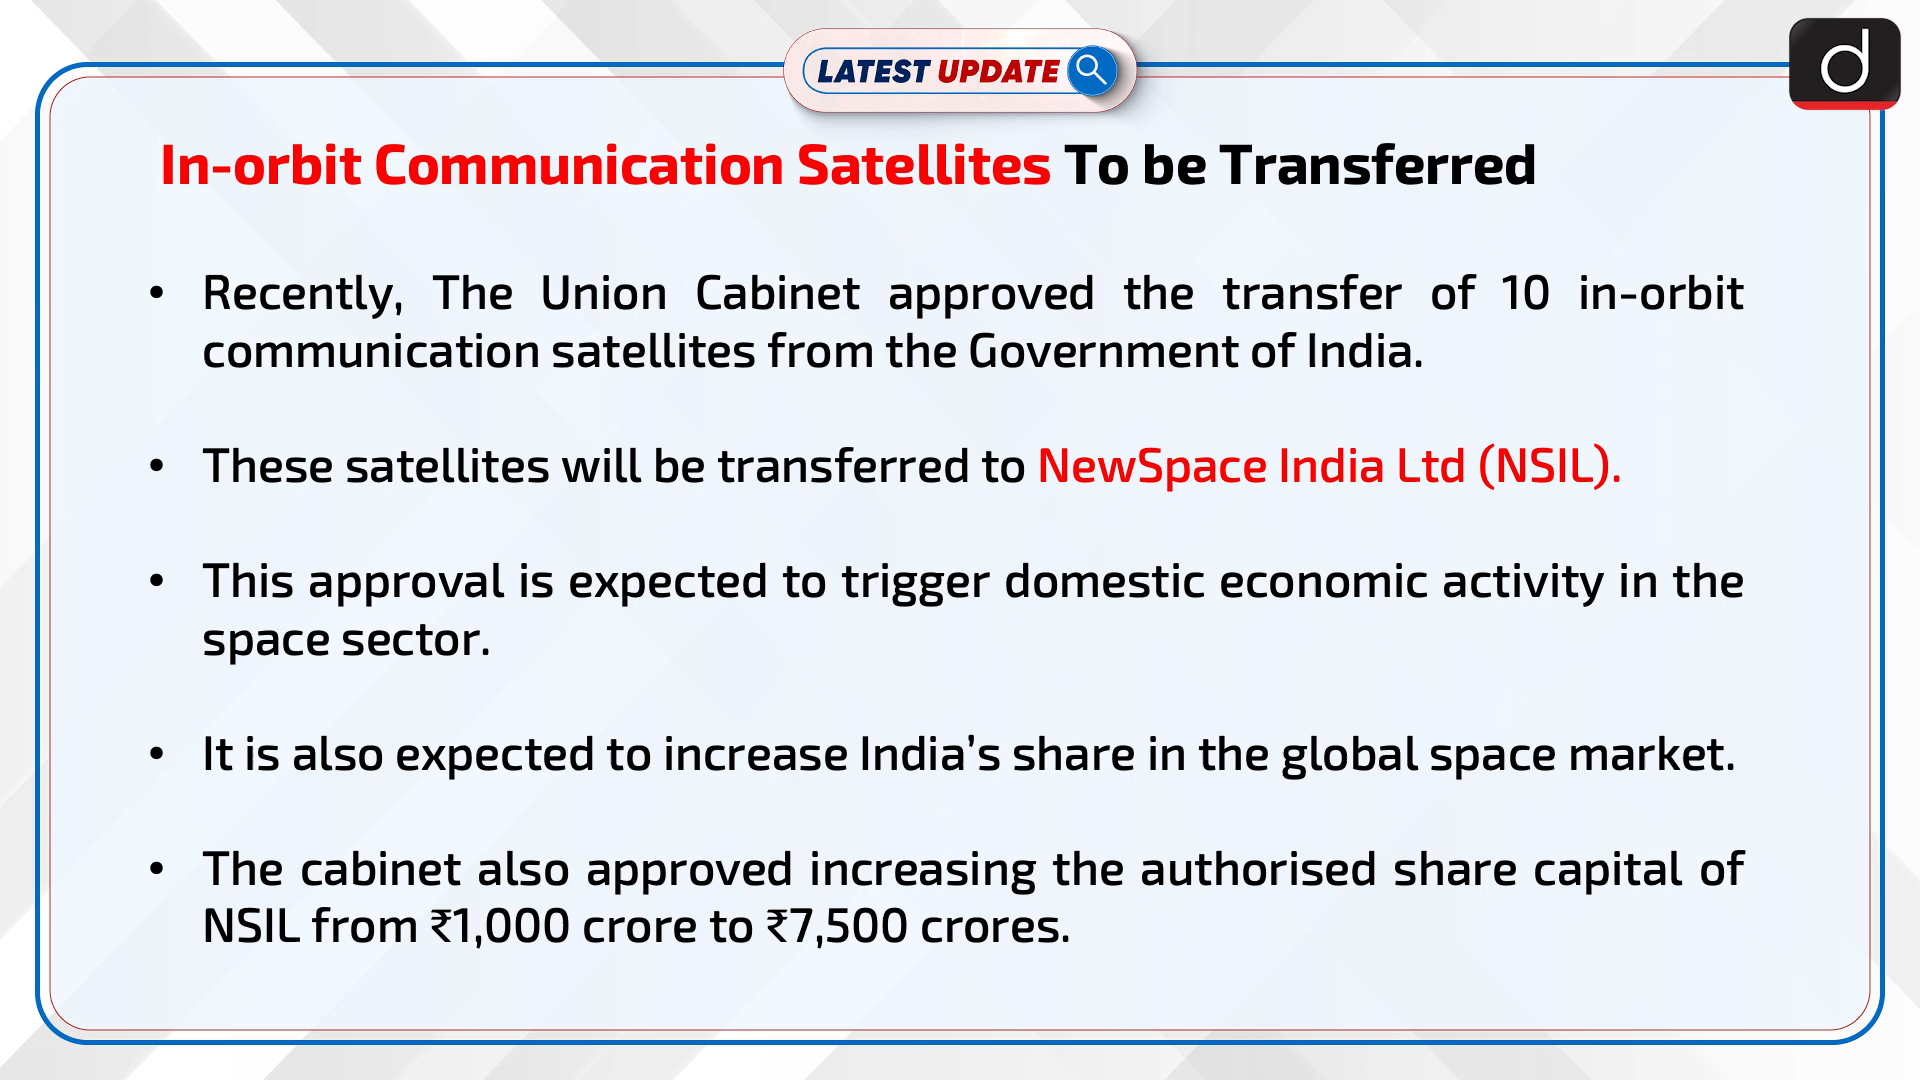 LATEST UPDATE
d
In-orbit Communication Satellites To be Transferred
• Recently, The Union Cabinet approved the transfer of 10 in-orbit
communication satellites from the Government of India.
• These satellites will be transferred to NewSpace India Ltd (NSIL).
• This approval is expected to trigger domestic economic activity in the
space sector.
• It is also expected to increase India’s share in the global space market.
• The cabinet also approved increasing the authorised share capital of
NSIL from ₹1,000 crore to ₹7,500 crores.